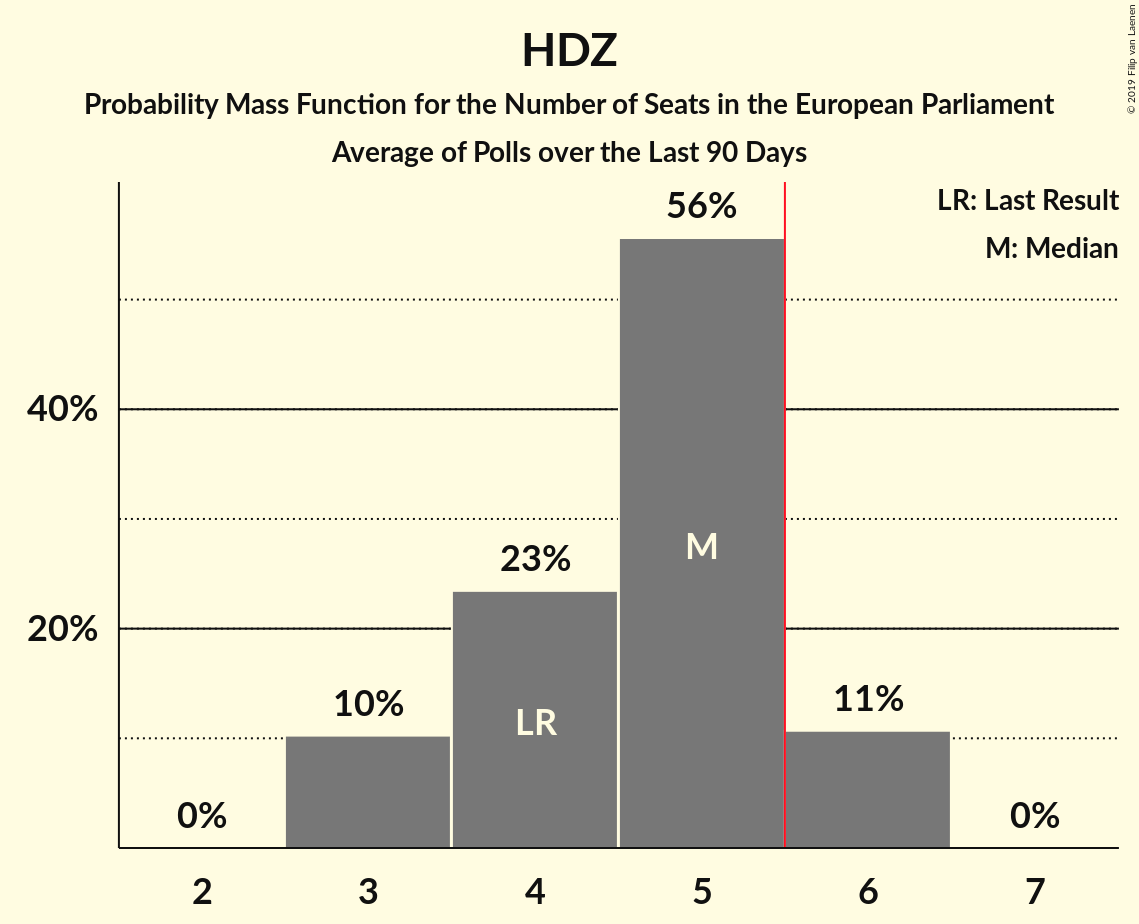 HDZ
Probability Mass Function for the Number of Seats in the European Parliament
Average of Polls over the Last 90 Days
© 2019 Filip van Laenen
LR: Last Result
M: Median
56%
40%
23%
M
20%
10%
LR
11%
0%
0%
2 3 4 5 6 7